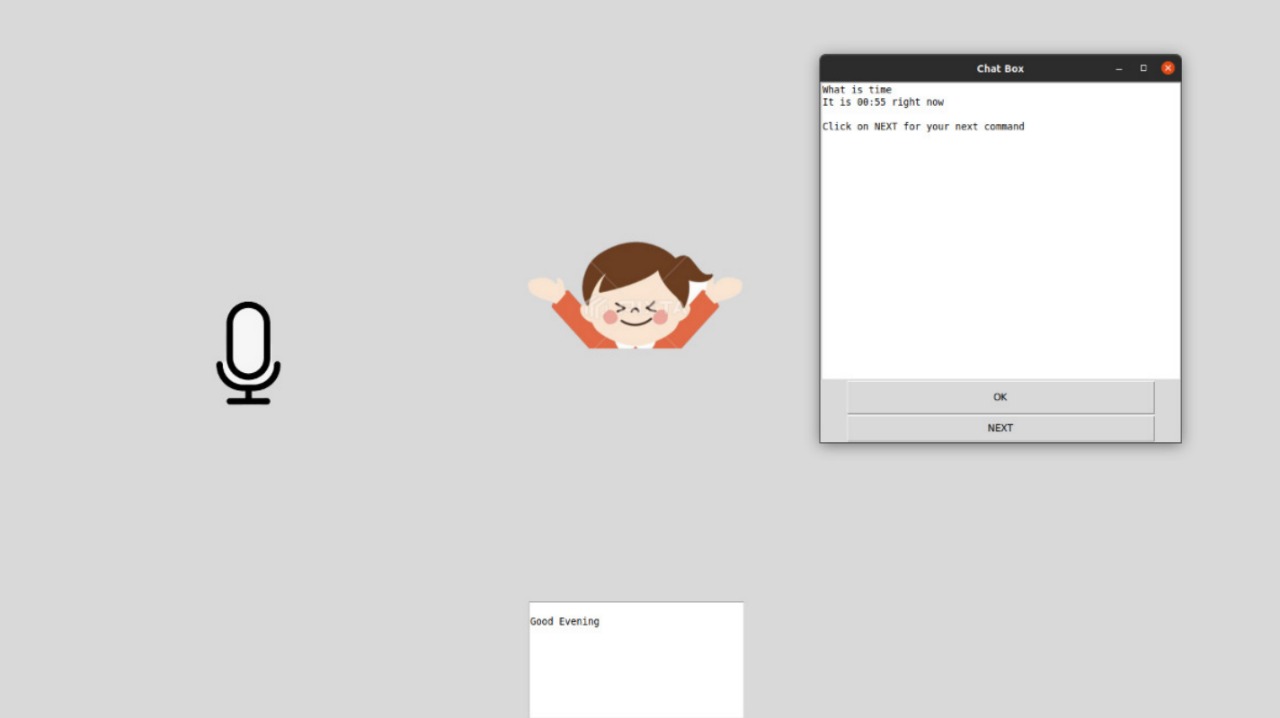 Chat Box
What is time
It is 00:55 right now
Click on NEXT for your next command
OK
NEXT
Good Evening